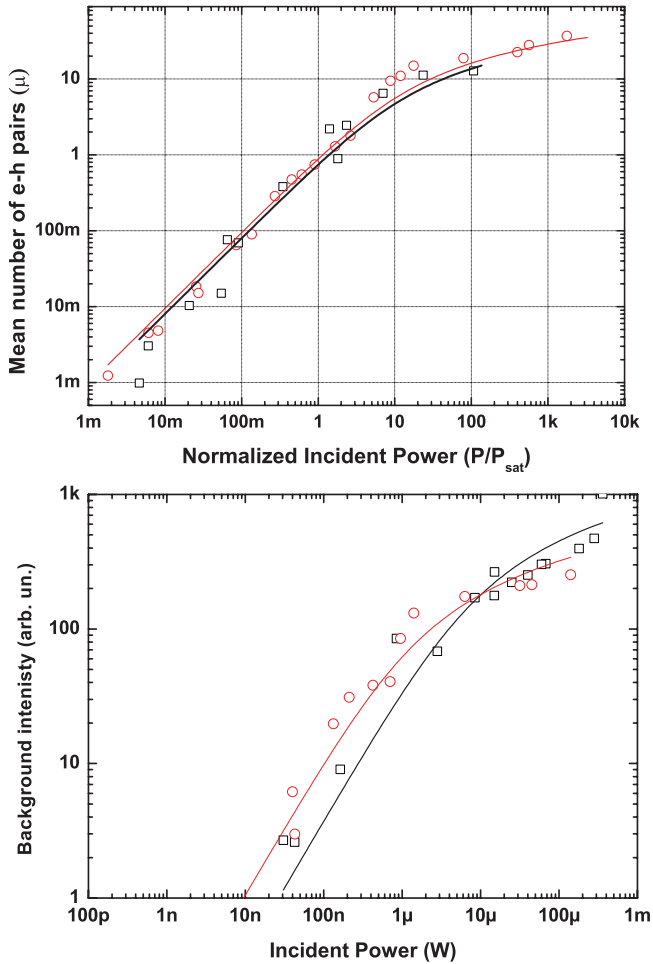 10
1
100m
10m
1m
Mean number of e-h pairs (μ)
1m 10m 100m 1 10 100 1k 10k
Normalized Incident Power (P/Psat)
1k
100
10
1
Background intenisty (arb. un.)
100p 1n 10n 100n 1μ 10μ 100μ 1m
Incident Power (W)